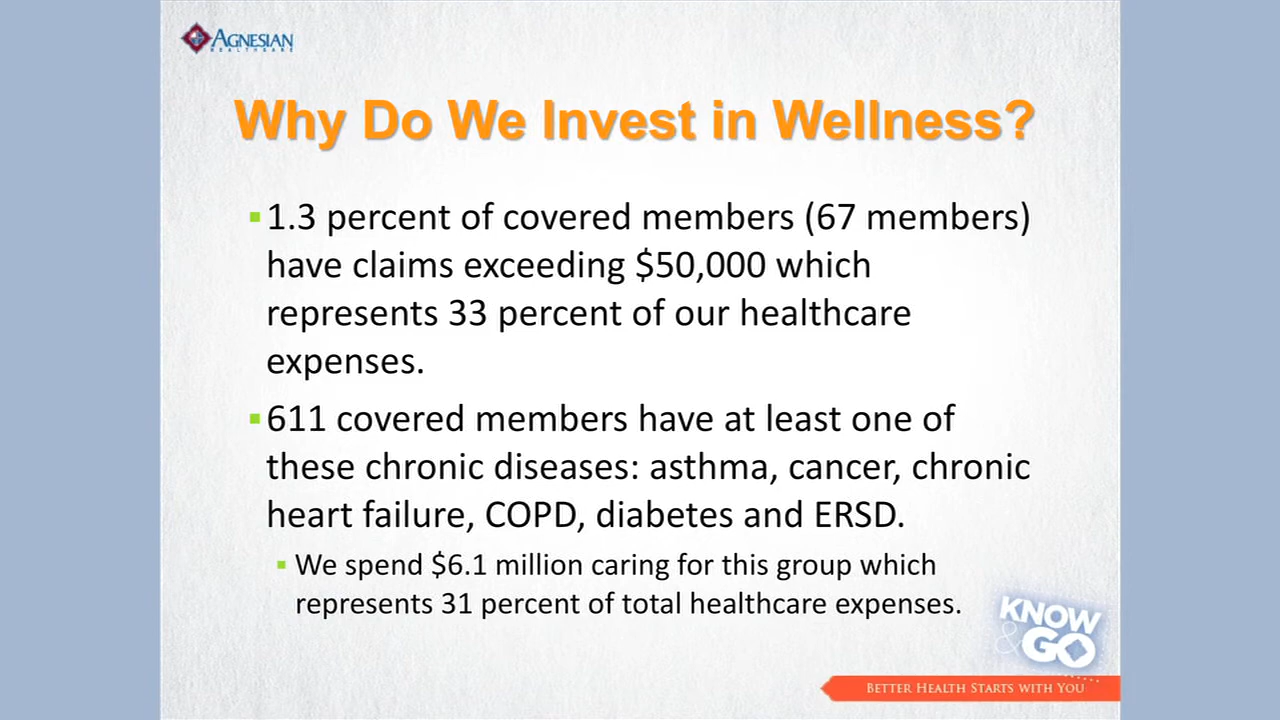 AGNESIAN
HEALTHCARE
Why Do We Invest in Wellness?
1.3 percent of covered members (67 members)
have claims exceeding $50,000 which
represents 33 percent of our healthcare
expenses.
611 covered members have at least one of
these chronic diseases: asthma, cancer, chronic
heart failure, COPD, diabetes and ERSD.
We spend $6.1 million caring for this group which
represents 31 percent of total healthcare expenses.
KNOW
& GO
BETTER HEALTH STARTS WITH YOU